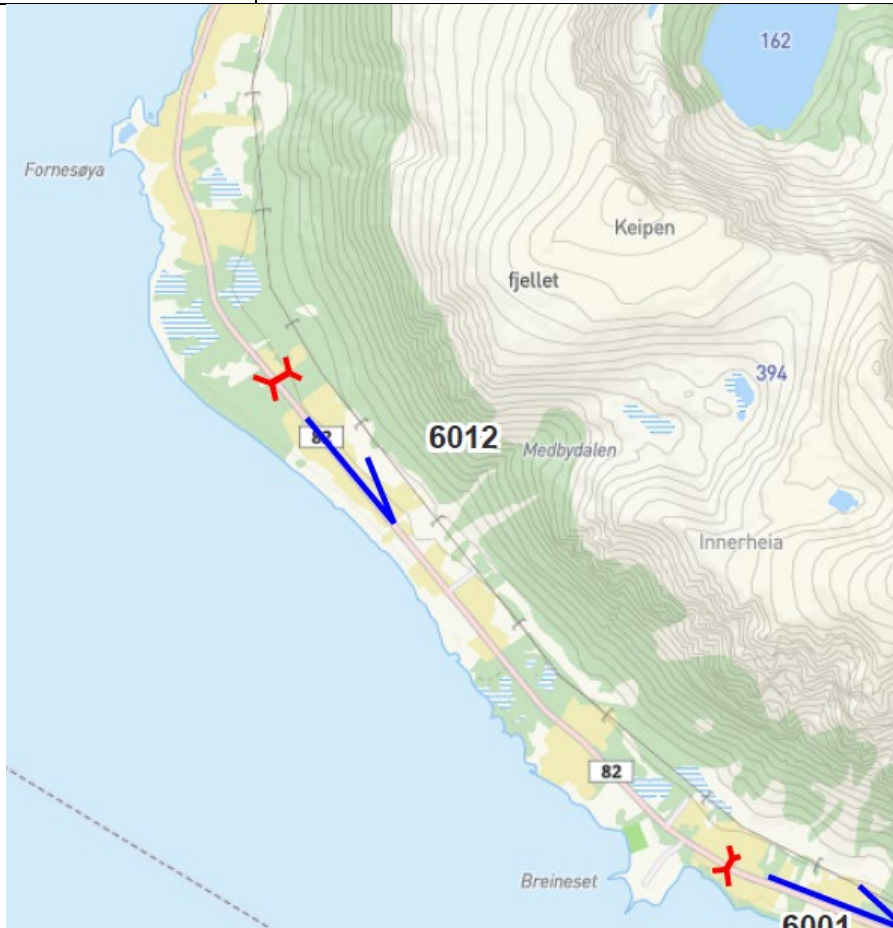 162
Fornesøya
Keipen
fjellet
394
82
6012
Medbydalen
Innerheia
82
Breineset
6001